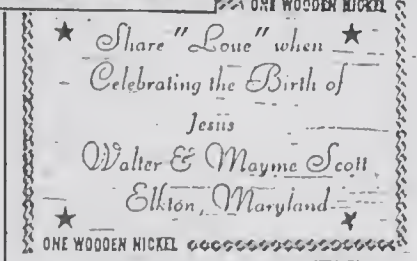 ONE WOODEN NICKEL
Share "Love" when
Celebrating the Birth of
Jesus
Walter & Mayme Scott
Elkton, Maryland
ONE WOODEN NICKEL